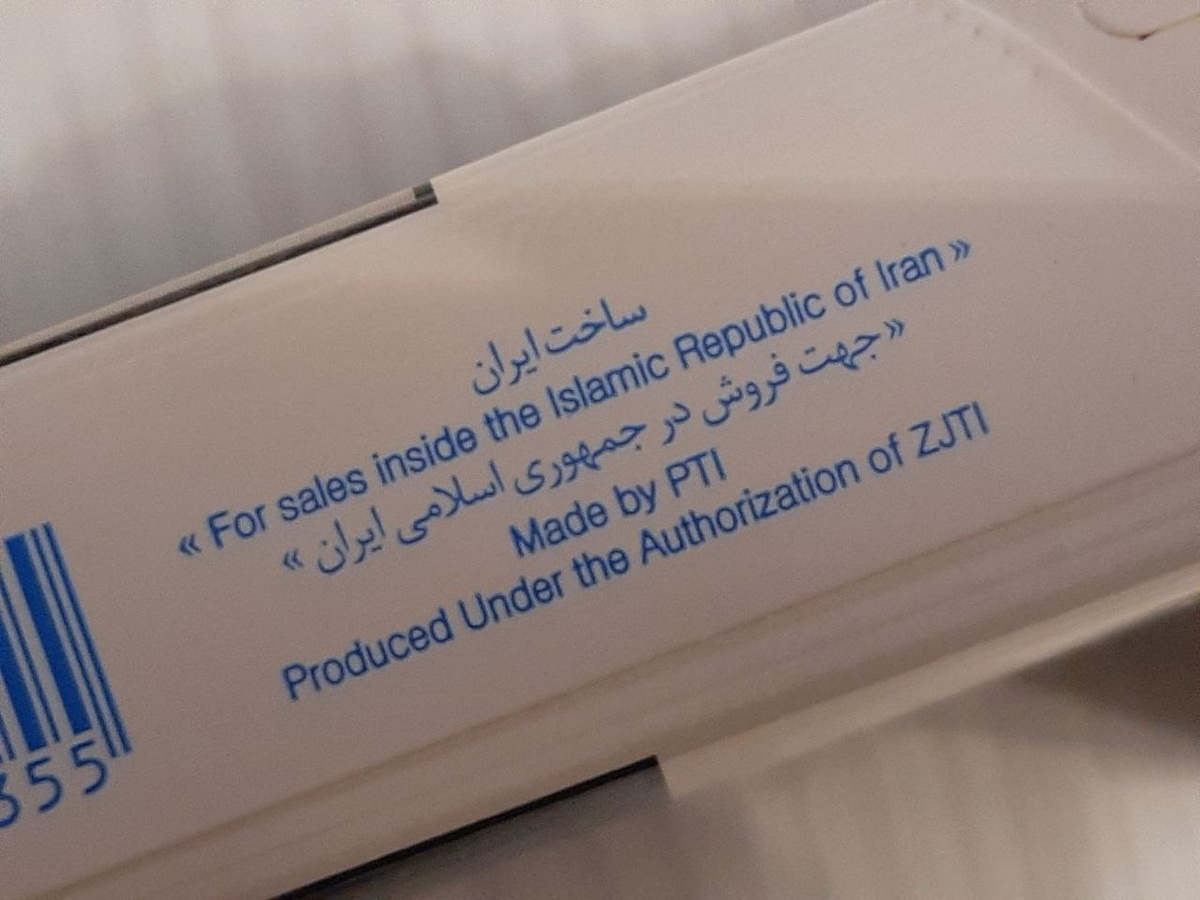 ساخت ایران
« For sales inside the Islamic Republic of Iran »
«جهت فروش در جمهوری اسلامی ایران »
Made by PTI
Produced Under the Authorization of ZJTI
355